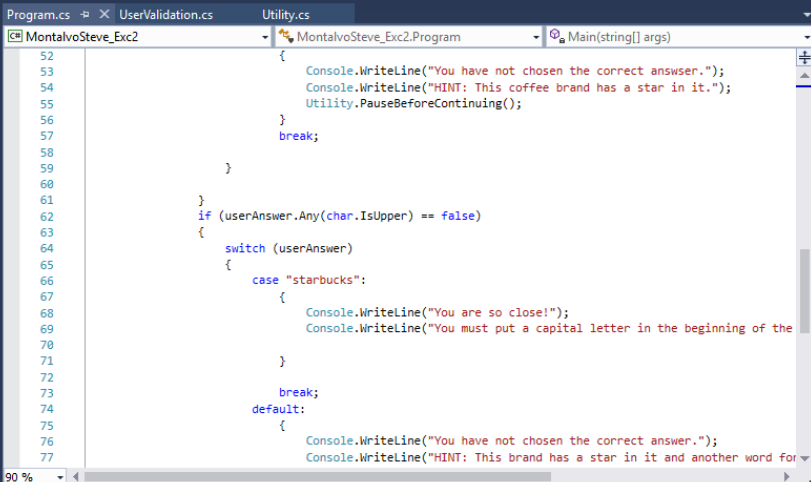 Program.cs UserValidation.cs Utility.cs
C# MontalvoSteve_Exc2 MontalvoSteve_Exc2.Program Main(string[] args)
52 {
53 Console.WriteLine("You have not chosen the correct answser.");
54 Console.WriteLine("HINT: This coffee brand has a star in it.");
55 Utility.PauseBeforeContinuing();
56 }
57 break;
58
59 }
60
61 }
62 if (userAnswer.Any(char.IsUpper) == false)
63 {
64 switch (userAnswer)
65 {
66 case "starbucks":
67 {
68 Console.WriteLine("You are so close!");
69 Console.WriteLine("You must put a capital letter in the beginning of the
70
71 }
72
73 break;
74 default:
75 {
76 Console.WriteLine("You have not chosen the correct answer.");
77 Console.WriteLine("HINT: This brand has a star in it and another word for
90 %